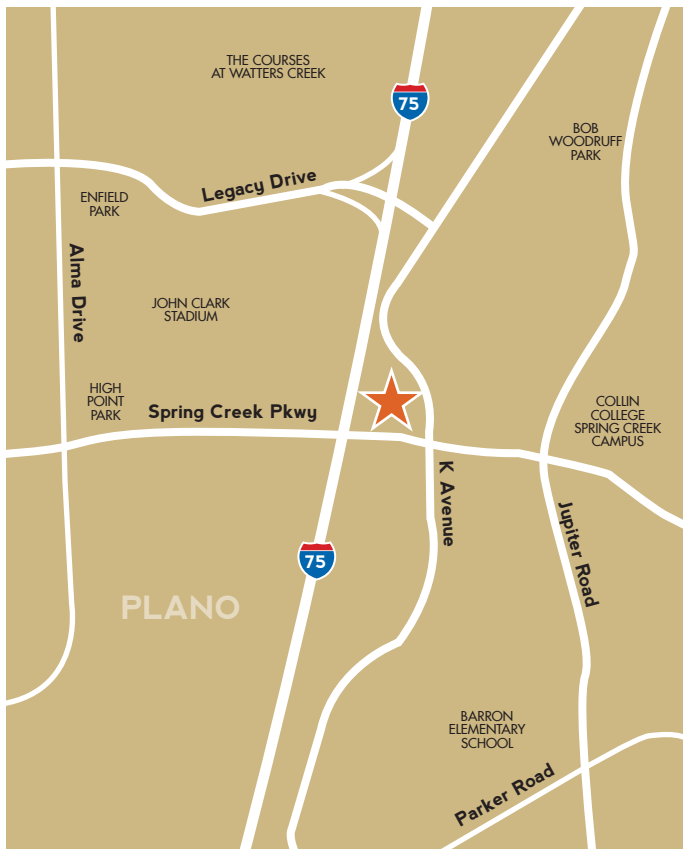 THE COURSES
AT WATTERS CREEK
75
BOB
WOODRUFF
PARK
Legacy Drive
ENFIELD
PARK
Alma Drive
JOHN CLARK
STADIUM
HIGH
POINT
PARK
Spring Creek Pkwy
COLLIN
COLLEGE
SPRING CREEK
CAMPUS
K Avenue
Jupiter Road
75
PLANO
BARRON
ELEMENTARY
SCHOOL
Parker Road